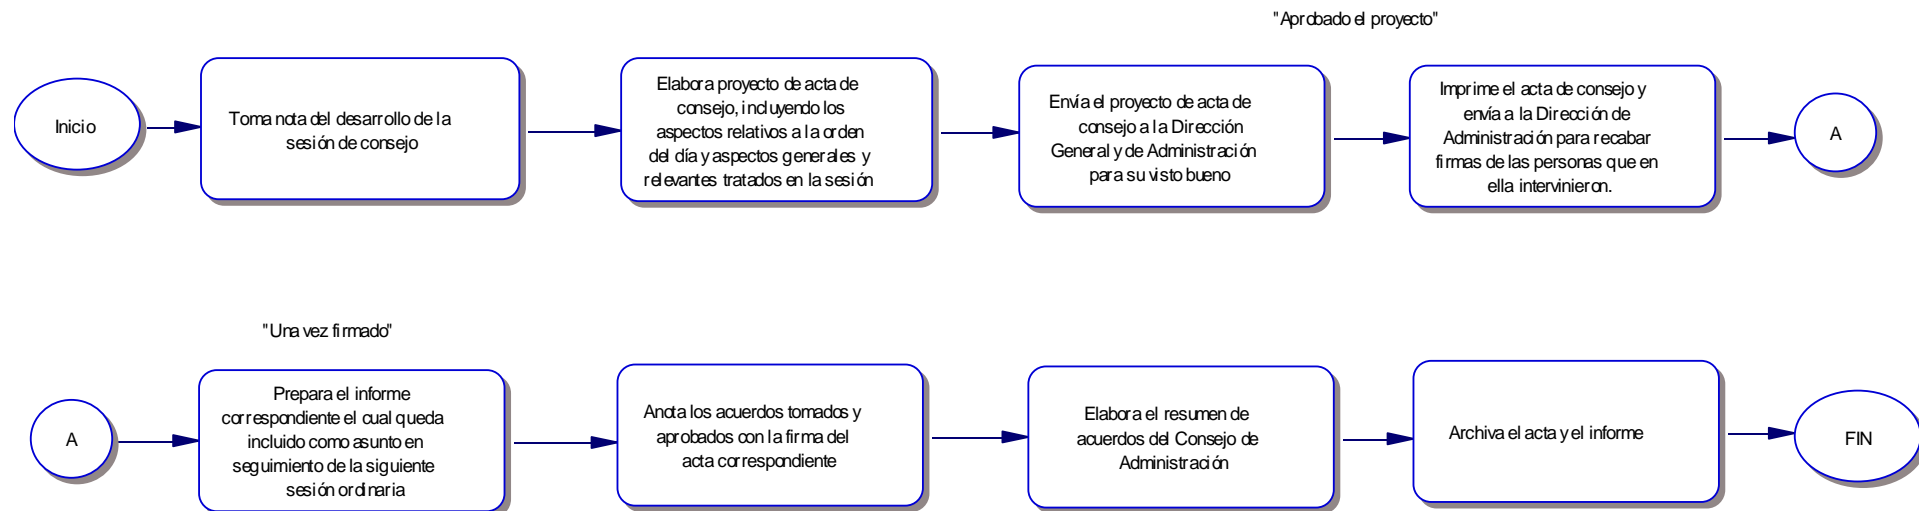 "Aprobado el proyecto"
Inicio
Toma nota del desarrollo de la
sesión de consejo
Elabora proyecto de acta de
consejo, incluyendo los
aspectos relativos a la orden
del día y aspectos generales y
relevantes tratados en la sesión
Envía el proyecto de acta de
consejo a la Dirección
General y de Administración
para su visto bueno
Imprime el acta de consejo y
envía a la Dirección de
Administración para recabar
firmas de las personas que en
ella intervinieron.
A
"Una vez firmado"
A
Prepara el informe
correspondiente el cual queda
incluido como asunto en
seguimiento de la siguiente
sesión ordinaria
Anota los acuerdos tomados y
aprobados con la firma del
acta correspondiente
Elabora el resumen de
acuerdos del Consejo de
Administración
Archiva el acta y el informe
FIN